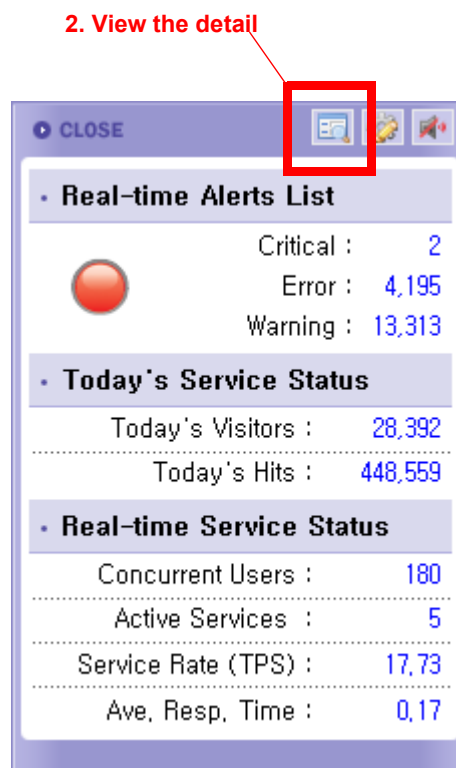 2. View the detail
CLOSE
• Real-time Alerts List
Critical : 2
Error : 4,195
Warning : 13,313
• Today's Service Status
Today's Visitors : 28,392
Today's Hits : 448,559
• Real-time Service Status
Concurrent Users : 180
Active Services : 5
Service Rate (TPS) : 17,73
Ave, Resp, Time : 0,17